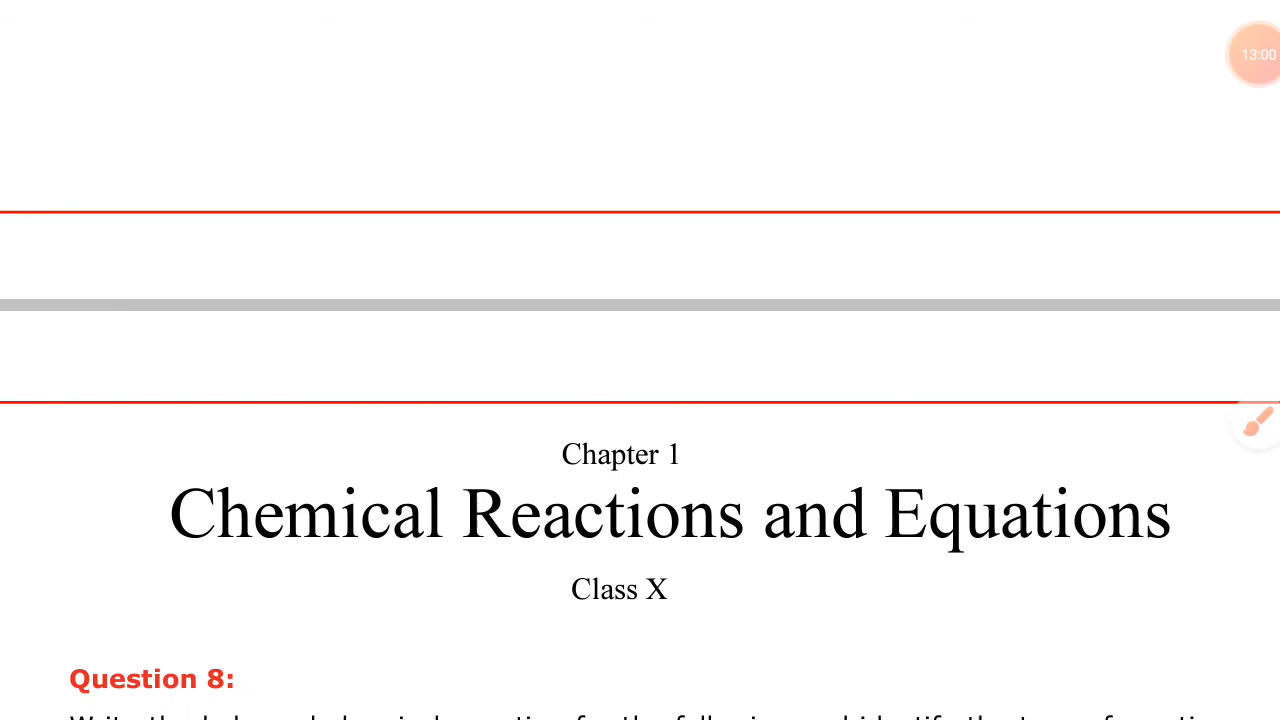 13:00
Chapter 1
Chemical Reactions and Equations
Class X
Question 8: